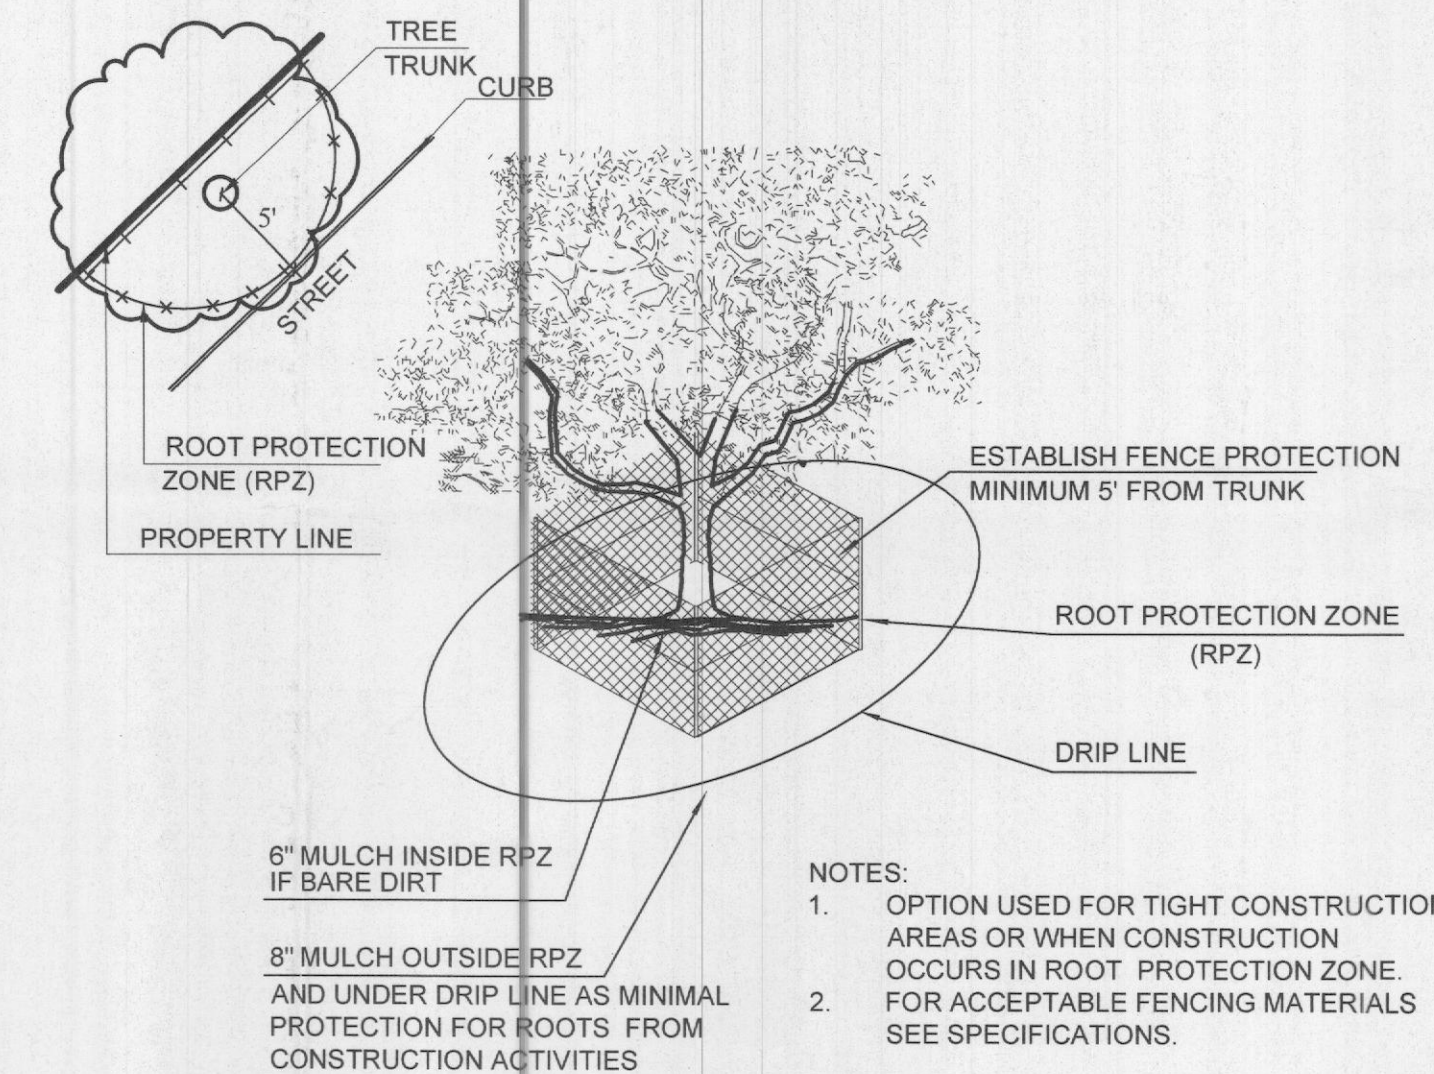 TREE
TRUNK
CURB
5'
STREET
ROOT PROTECTION
ZONE (RPZ)
PROPERTY LINE
ESTABLISH FENCE PROTECTION
MINIMUM 5' FROM TRUNK
ROOT PROTECTION ZONE
(RPZ)
DRIP LINE
6" MULCH INSIDE RPZ
IF BARE DIRT
8" MULCH OUTSIDE RPZ
AND UNDER DRIP LINE AS MINIMAL
PROTECTION FOR ROOTS FROM
CONSTRUCTION ACTIVITIES
NOTES:
1. OPTION USED FOR TIGHT CONSTRUCTION
AREAS OR WHEN CONSTRUCTION
OCCURS IN ROOT PROTECTION ZONE.
2. FOR ACCEPTABLE FENCING MATERIALS
SEE SPECIFICATIONS.